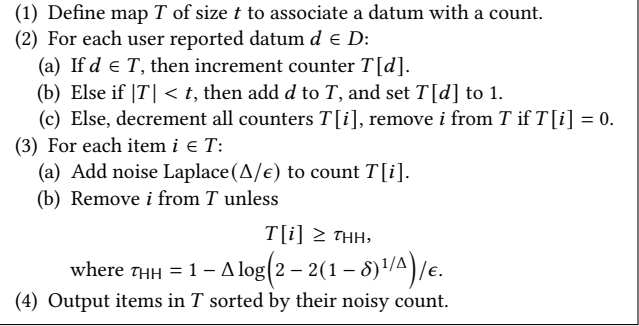 (1) Define map T of size t to associate a datum with a count.
(2) For each user reported datum d ∈ D:
(a) If d ∈ T, then increment counter T[d].
(b) Else if |T| < t, then add d to T, and set T[d] to 1.
(c) Else, decrement all counters T[i], remove i from T if T[i] = 0.
(3) For each item i ∈ T:
(a) Add noise Laplace(Δ/ϵ) to count T[i].
(b) Remove i from T unless
T[i] ≥ τHH,
where τHH = 1 − Δ log(2 − 2(1 − δ)^1/Δ)/ϵ.
(4) Output items in T sorted by their noisy count.